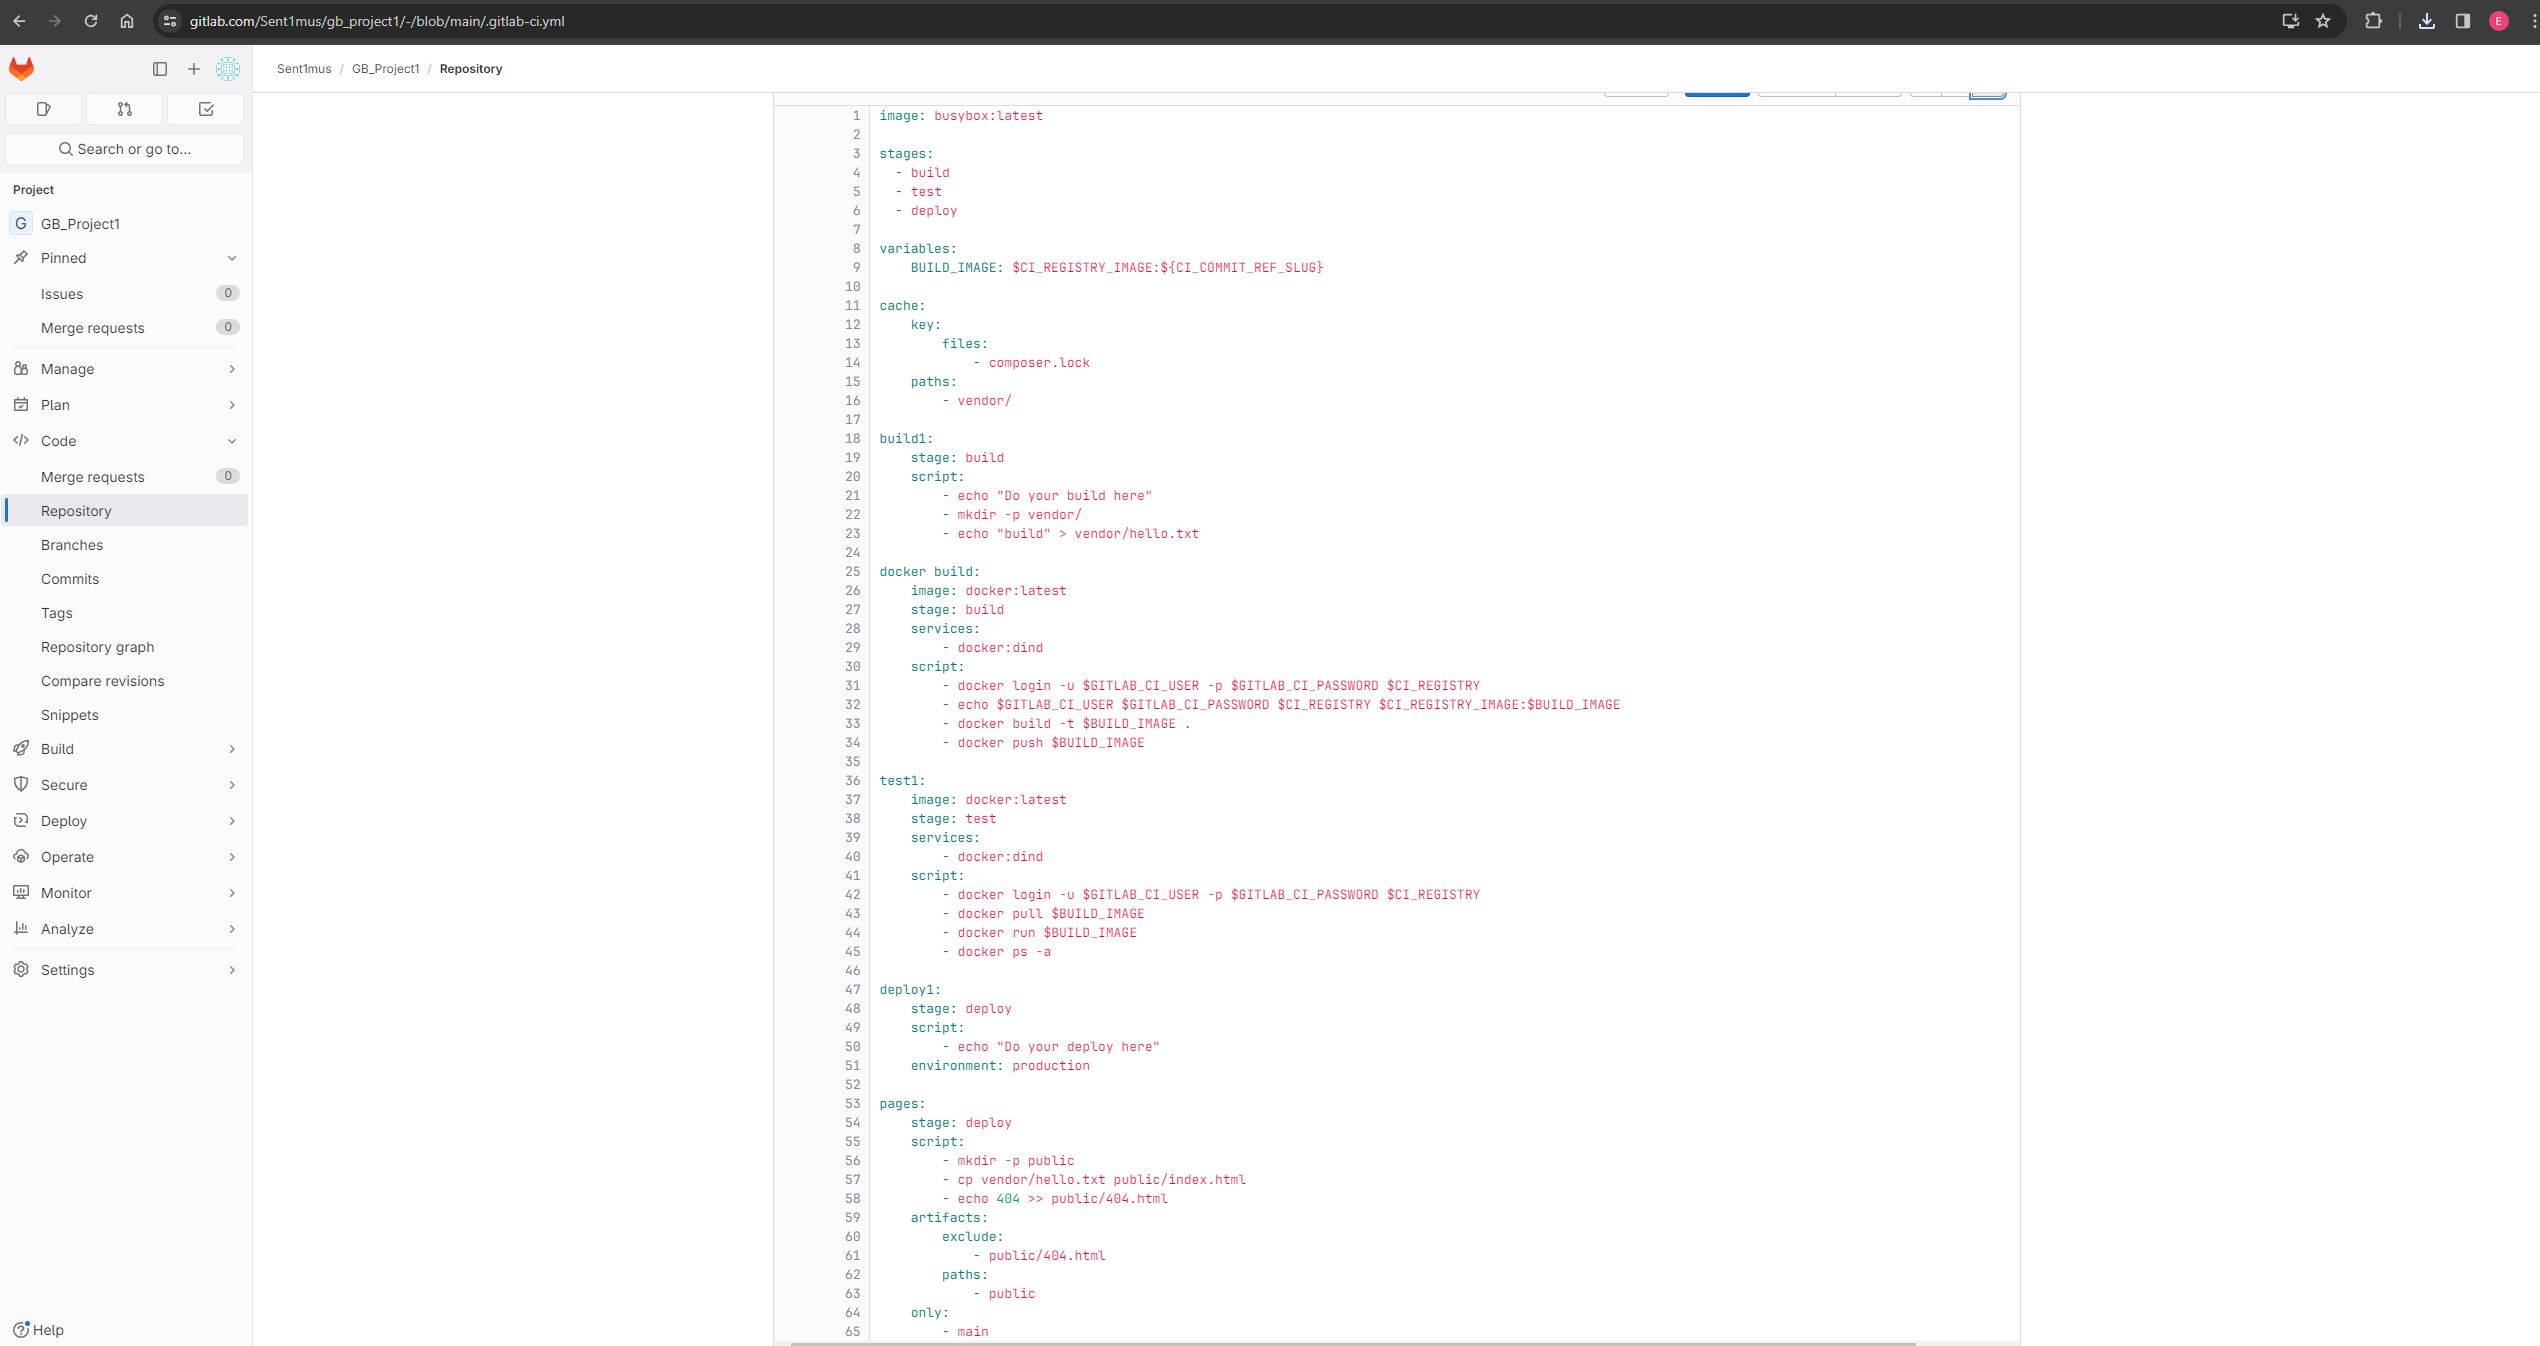 gitlab.com/Sent1mus/gb_project1/-/blob/main/.gitlab-ci.yml
E
Sent1mus / GB_Project1 / Repository
Search or go to...
Project
G GB_Project1
Pinned
Issues 0
Merge requests 0
Manage
Plan
Code
Merge requests 0
Repository
Branches
Commits
Tags
Repository graph
Compare revisions
Snippets
Build
Secure
Deploy
Operate
Monitor
Analyze
Settings
Help
1 image: busybox:latest
2
3 stages:
4   - build
5   - test
6   - deploy
7
8 variables:
9     BUILD_IMAGE: $CI_REGISTRY_IMAGE:${CI_COMMIT_REF_SLUG}
10
11 cache:
12     key:
13         files:
14             - composer.lock
15     paths:
16         - vendor/
17
18 build1:
19     stage: build
20     script:
21         - echo "Do your build here"
22         - mkdir -p vendor/
23         - echo "build" > vendor/hello.txt
24
25 docker build:
26     image: docker:latest
27     stage: build
28     services:
29         - docker:dind
30     script:
31         - docker login -u $GITLAB_CI_USER -p $GITLAB_CI_PASSWORD $CI_REGISTRY
32         - echo $GITLAB_CI_USER $GITLAB_CI_PASSWORD $CI_REGISTRY $CI_REGISTRY_IMAGE:$BUILD_IMAGE
33         - docker build -t $BUILD_IMAGE .
34         - docker push $BUILD_IMAGE
35
36 test1:
37     image: docker:latest
38     stage: test
39     services:
40         - docker:dind
41     script:
42         - docker login -u $GITLAB_CI_USER -p $GITLAB_CI_PASSWORD $CI_REGISTRY
43         - docker pull $BUILD_IMAGE
44         - docker run $BUILD_IMAGE
45         - docker ps -a
46
47 deploy1:
48     stage: deploy
49     script:
50         - echo "Do your deploy here"
51     environment: production
52
53 pages:
54     stage: deploy
55     script:
56         - mkdir -p public
57         - cp vendor/hello.txt public/index.html
58         - echo 404 >> public/404.html
59     artifacts:
60         exclude:
61             - public/404.html
62         paths:
63             - public
64     only:
65         - main